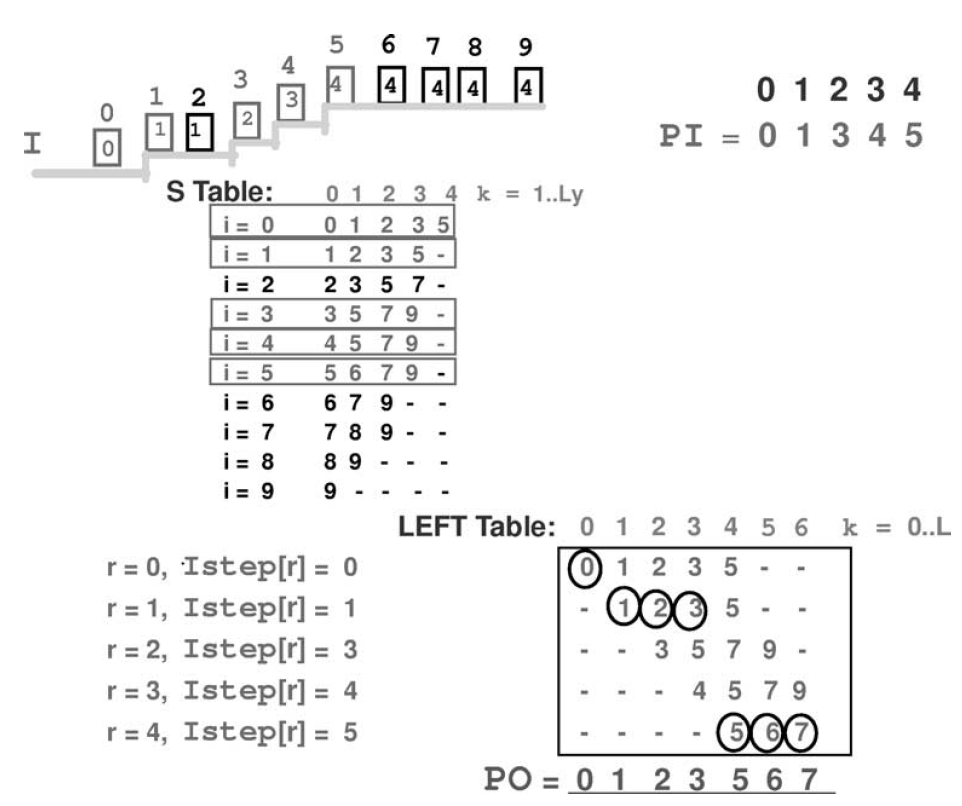 0 1 2 3 4 5 6 7 8 9
I 0 1 1 2 3 4 4 4 4 4
0 1 2 3 4
PI = 0 1 3 4 5
S Table: 0 1 2 3 4 k = 1..Ly
i = 0 0 1 2 3 5
i = 1 1 2 3 5 -
i = 2 2 3 5 7 -
i = 3 3 5 7 9 -
i = 4 4 5 7 9 -
i = 5 5 6 7 9 -
i = 6 6 7 9 - -
i = 7 7 8 9 - -
i = 8 8 9 - - -
i = 9 9 - - - -
LEFT Table: 0 1 2 3 4 5 6 k = 0..L
r = 0, Istep[r] = 0 0 1 2 3 5 - -
r = 1, Istep[r] = 1 - 1 2 3 5 - -
r = 2, Istep[r] = 3 - - 3 5 7 9 -
r = 3, Istep[r] = 4 - - - 4 5 7 9
r = 4, Istep[r] = 5 - - - - 5 6 7
PO = 0 1 2 3 5 6 7